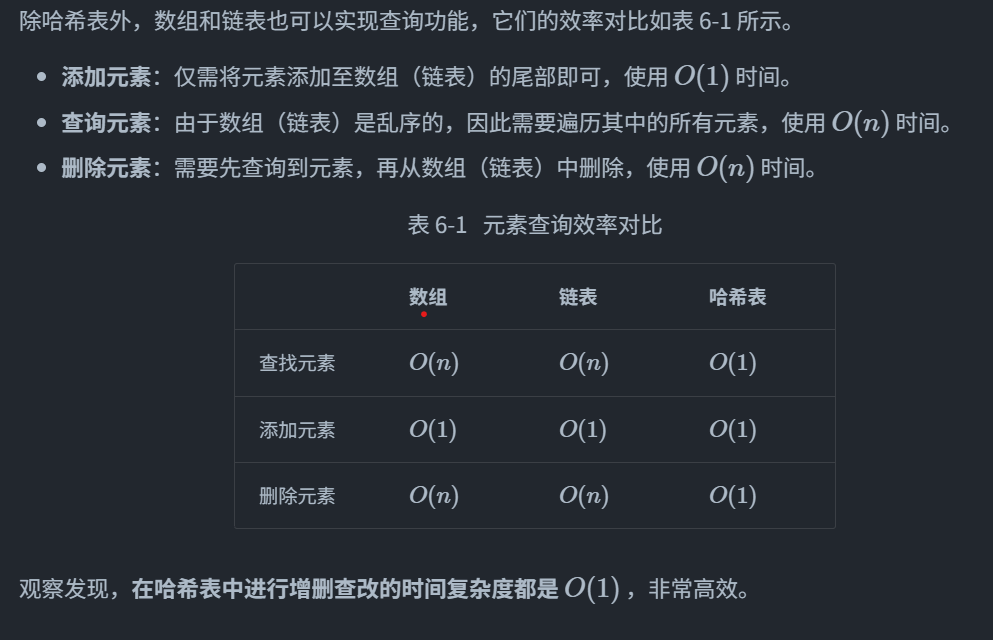 除哈希表外，数组和链表也可以实现查询功能，它们的效率对比如表 6-1 所示。
• 添加元素：仅需将元素添加至数组（链表）的尾部即可，使用 O(1) 时间。
• 查询元素：由于数组（链表）是乱序的，因此需要遍历其中的所有元素，使用 O(n) 时间。
• 删除元素：需要先查询到元素，再从数组（链表）中删除，使用 O(n) 时间。
表 6-1 元素查询效率对比
数组 链表 哈希表
查找元素 O(n) O(n) O(1)
添加元素 O(1) O(1) O(1)
删除元素 O(n) O(n) O(1)
观察发现，在哈希表中进行增删查改的时间复杂度都是 O(1)，非常高效。